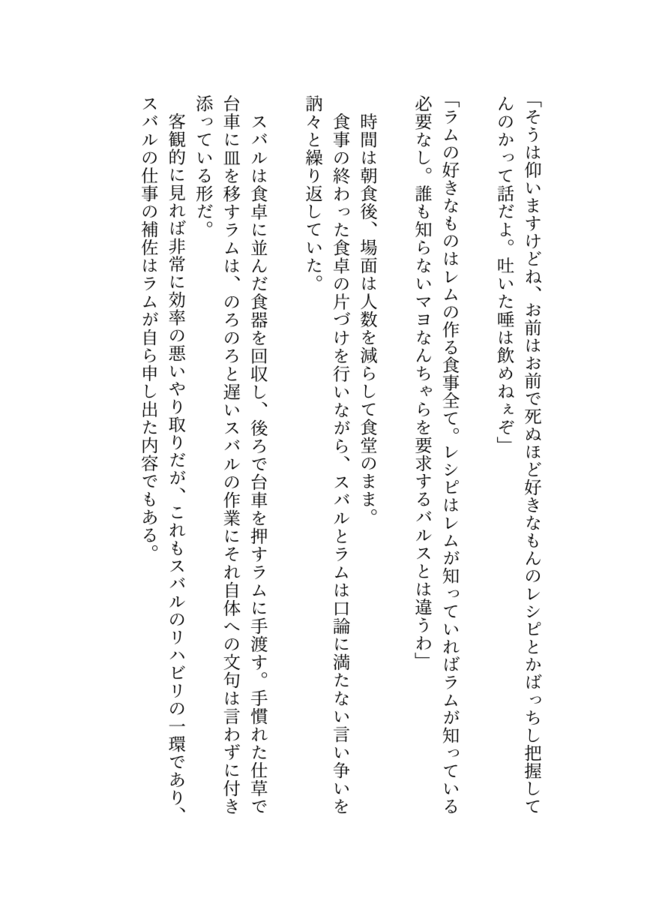 「そうは仰いますけどね、お前はお前で死ぬほど好きなもんのレシピとかばっちし把握して
んのかって話だよ。吐いた唾は飲めねぇぞ」
「ラムの好きなものはレムの作る食事全て。レシピはレムが知っていればラムが知っている
必要なし。誰も知らないマヨなんちゃらを要求するバルスとは違うわ」
時間は朝食後、場面は人数を減らして食堂のまま。
食事の終わった食卓の片づけを行いながら、スバルとラムは口論に満たない言い争いを
訥々と繰り返していた。
スバルは食卓に並んだ食器を回収し、後ろで台車を押すラムに手渡す。手慣れた仕草で
台車に皿を移すラムは、のろのろと遅いスバルの作業にそれ自体への文句は言わずに付き
添っている形だ。
客観的に見れば非常に効率の悪いやり取りだが、これもスバルのリハビリの一環であり、
スバルの仕事の補佐はラムが自ら申し出た内容でもある。